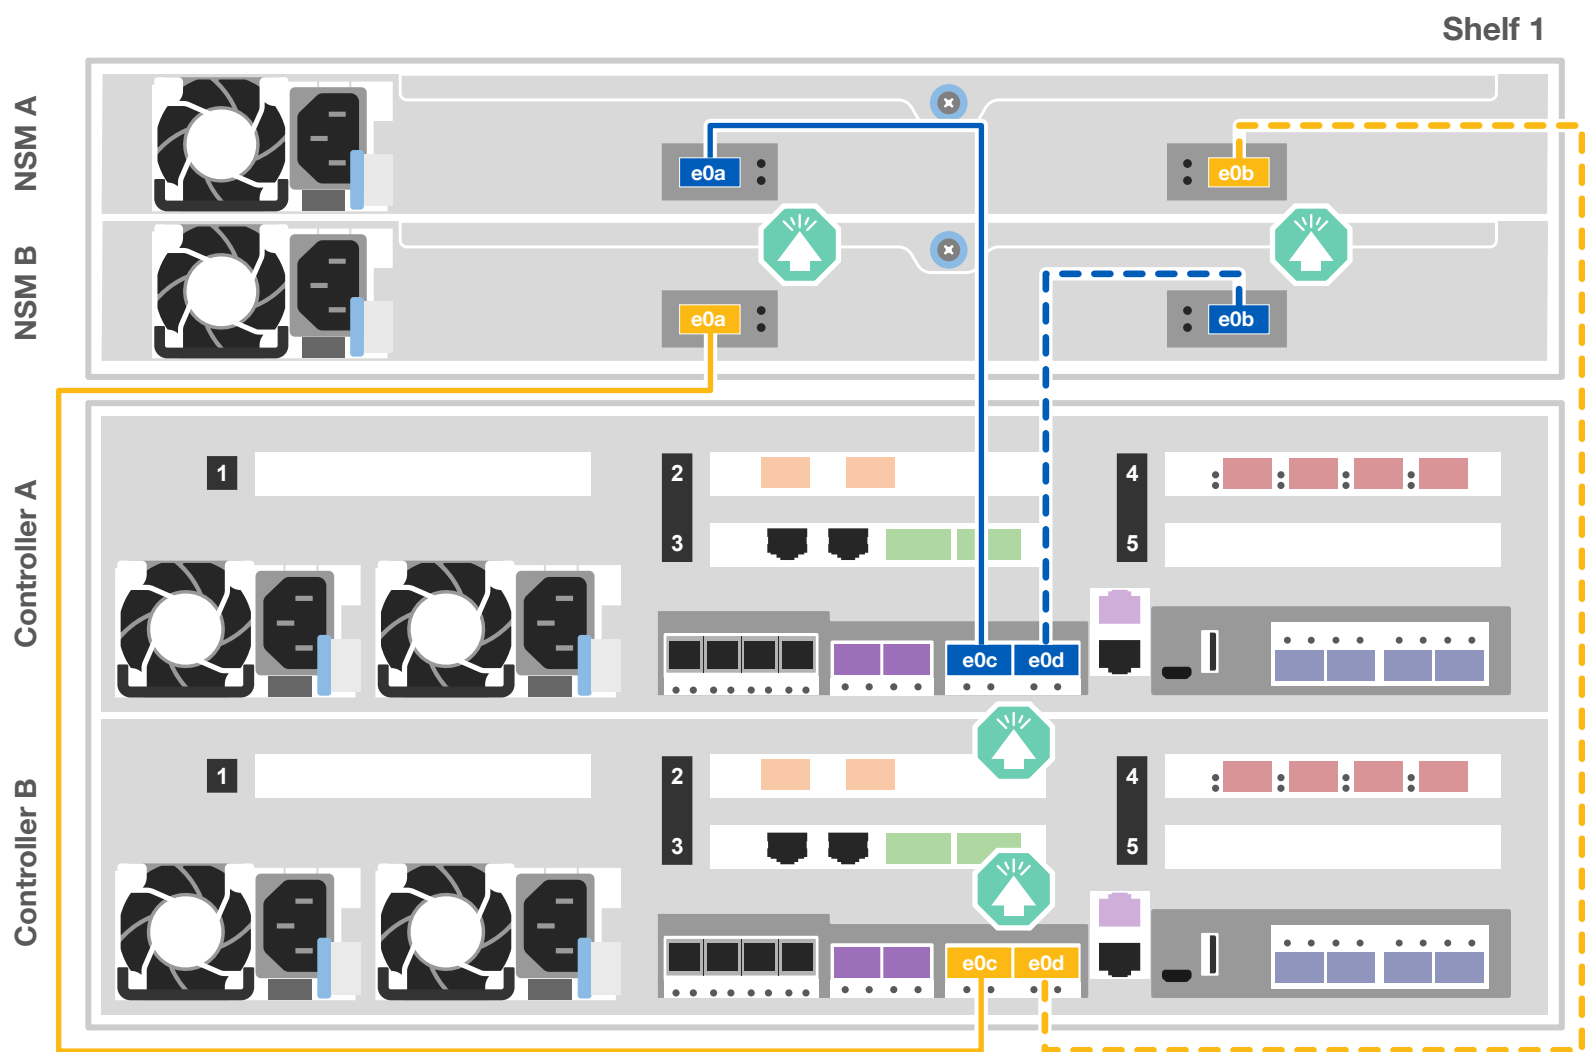 Shelf 1
NSM A
e0a
e0b
NSM B
e0a
e0b
Controller A
1
2
4
3
5
e0c e0d
Controller B
1
2
4
3
5
e0c e0d